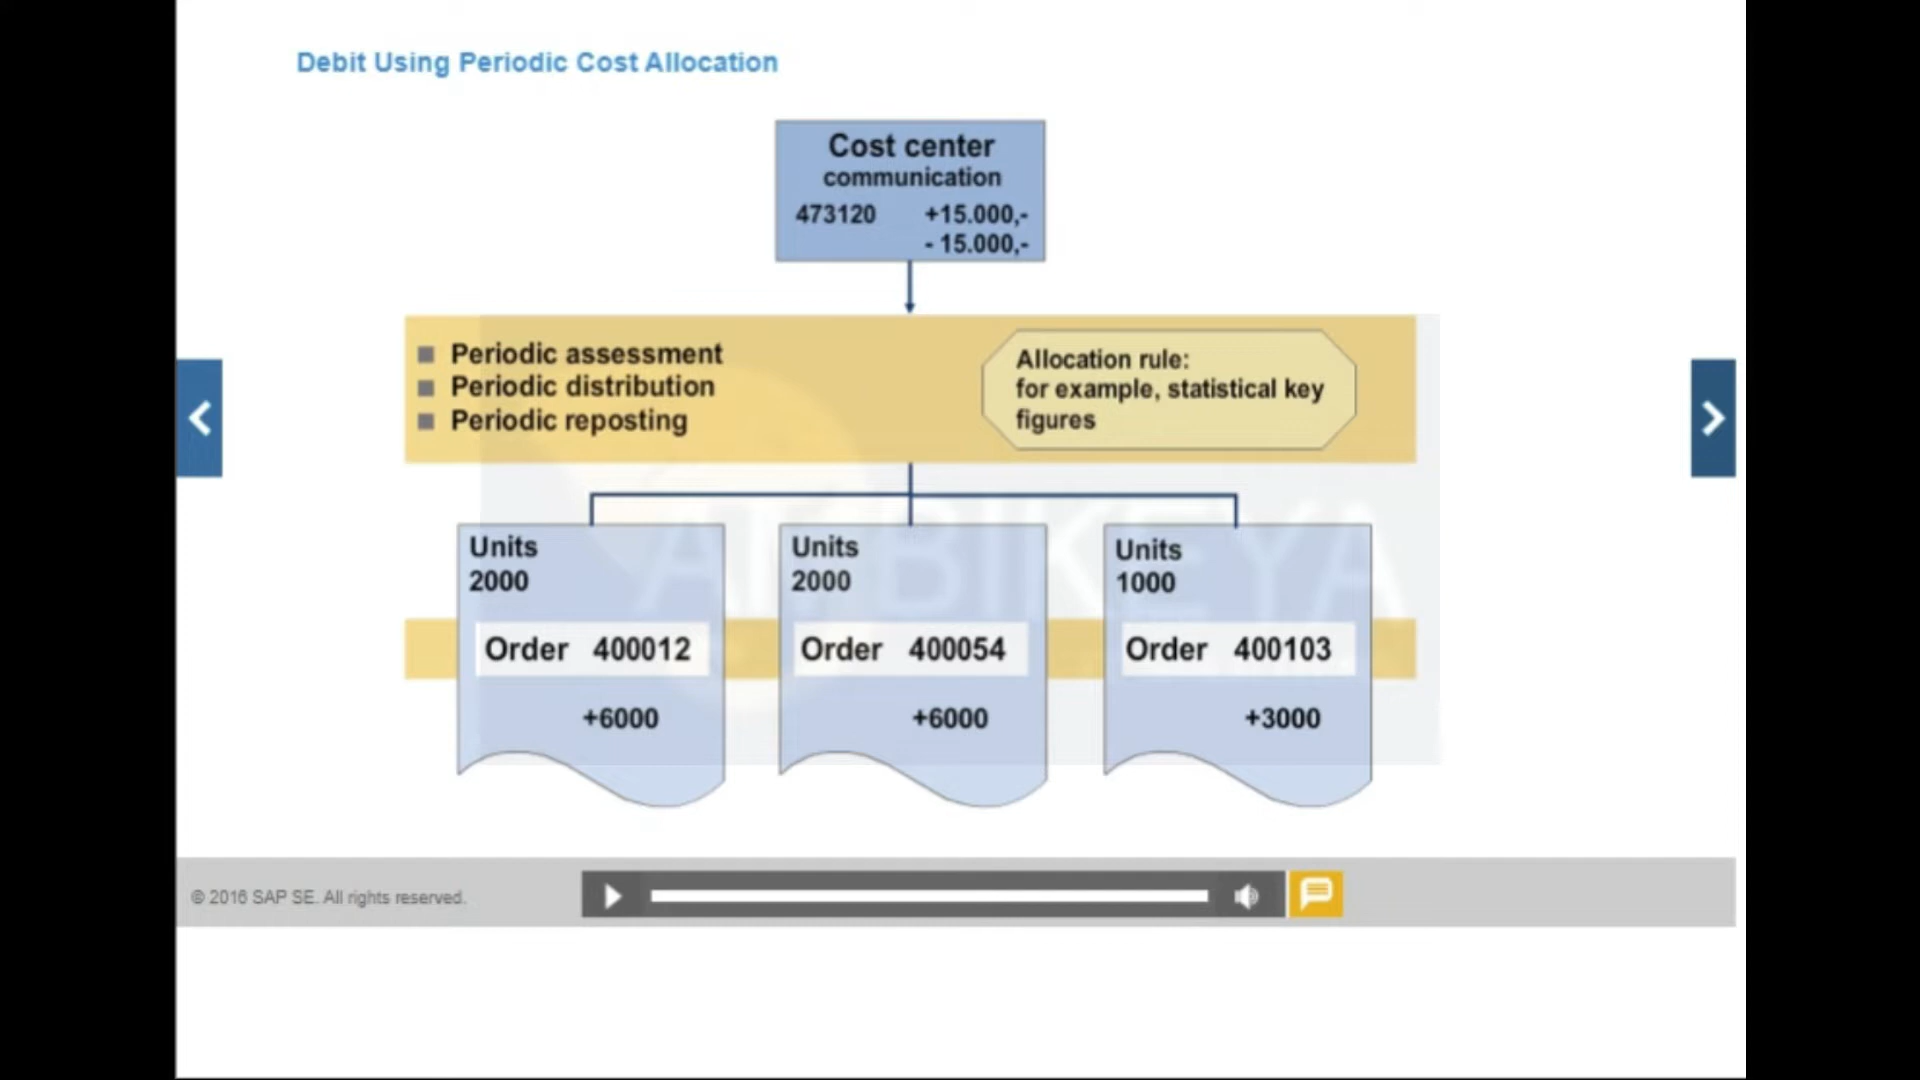 Debit Using Periodic Cost Allocation
Cost center
communication
473120 +15.000,-
- 15.000,-
Periodic assessment
Periodic distribution
Periodic reposting
Allocation rule:
for example, statistical key
figures
Units
2000
Order 400012
+6000
Units
2000
Order 400054
+6000
Units
1000
Order 400103
+3000
© 2016 SAP SE. All rights reserved.